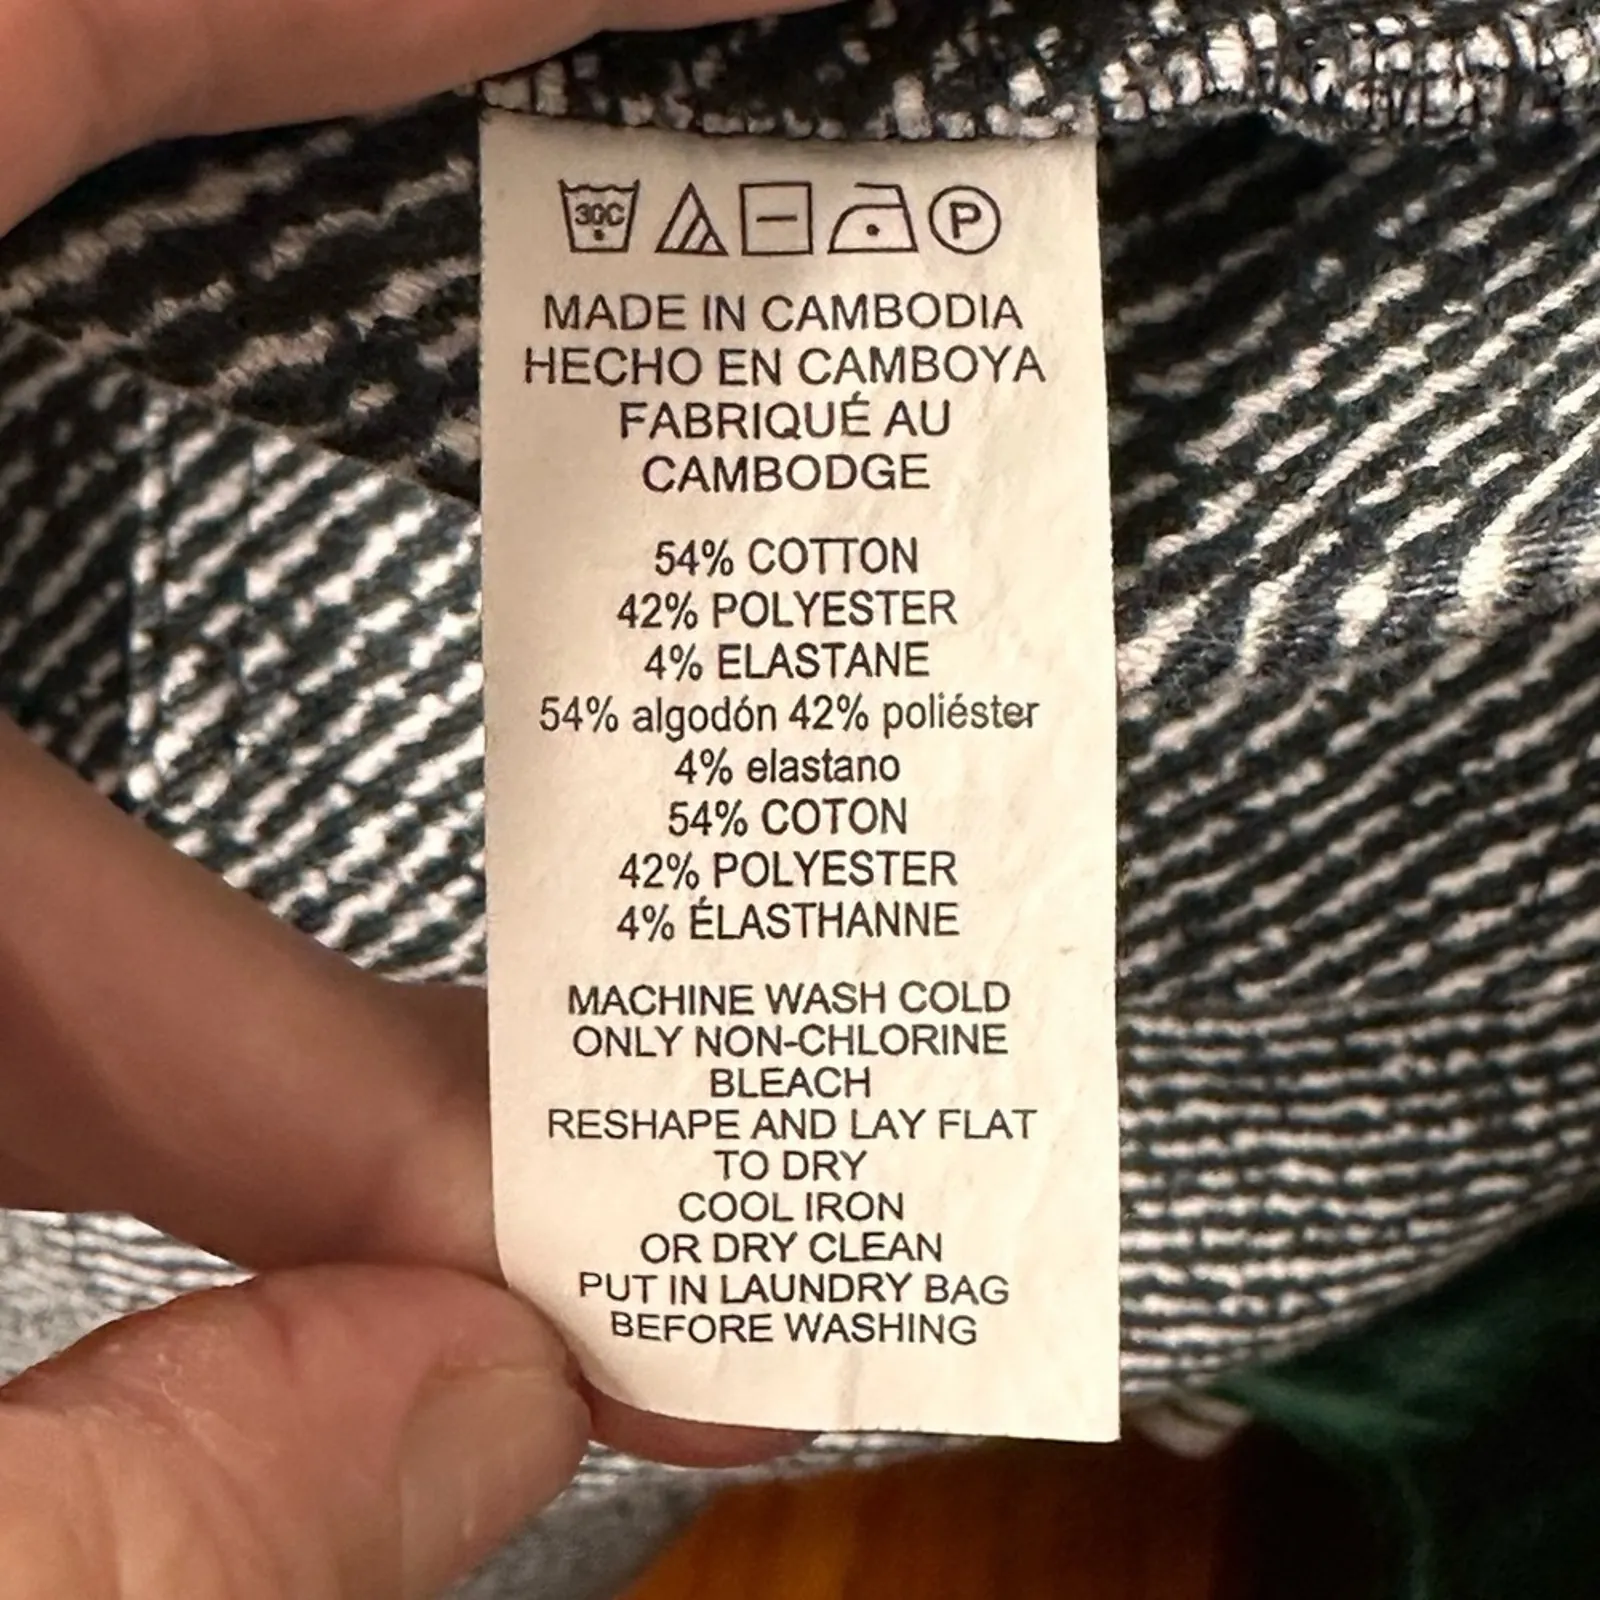 30C
P
MADE IN CAMBODIA
HECHO EN CAMBOYA
FABRIQUÉ AU
CAMBODGE
54% COTTON
42% POLYESTER
4% ELASTANE
54% algodón 42% poliéster
4% elastano
54% COTON
42% POLYESTER
4% ÉLASTHANNE
MACHINE WASH COLD
ONLY NON-CHLORINE
BLEACH
RESHAPE AND LAY FLAT
TO DRY
COOL IRON
OR DRY CLEAN
PUT IN LAUNDRY BAG
BEFORE WASHING